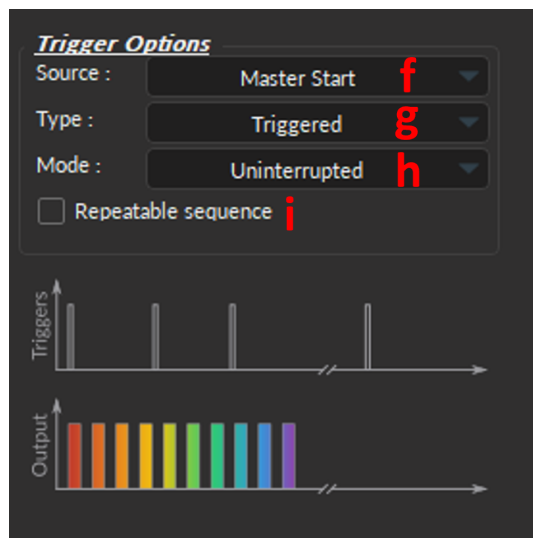 Trigger Options
Source : Master Start f
Type : Triggered g
Mode : Uninterrupted h
Repeatable sequence i
Triggers
Output